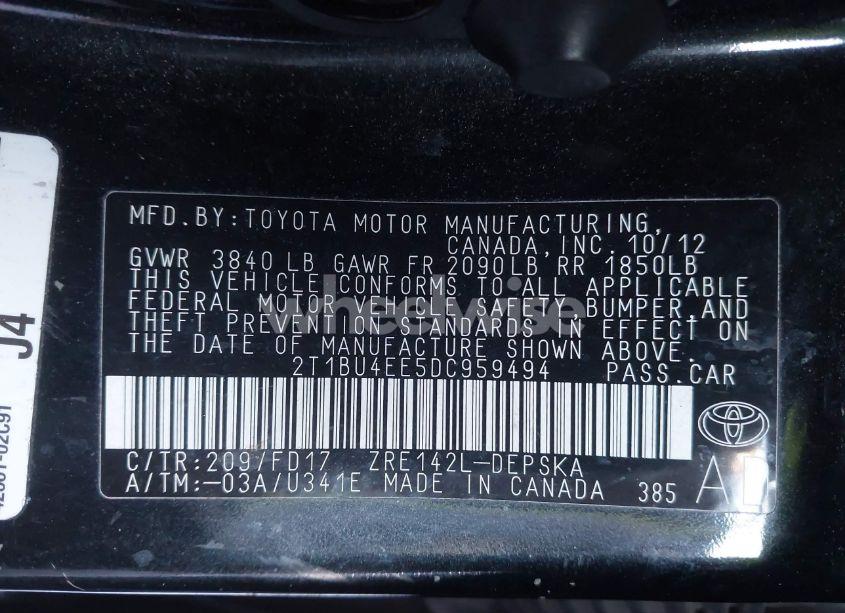 MFD.BY:TOYOTA MOTOR MANUFACTURING,
CANADA,INC. 10/12
GVWR 3840 LB GAWR FR 2090LB RR 1850LB
THIS VEHICLE CONFORMS TO ALL APPLICABLE
FEDERAL MOTOR VEHICLE SAFETY, BUMPER,AND
THEFT PREVENTION STANDARDS IN EFFECT ON
THE DATE OF MANUFACTURE SHOWN ABOVE.
2T1BU4EE5DC959494 PASS.CAR
C/TR:209/FD17 ZRE142L-DEPSKA
A/TM:-03A/U341E MADE IN CANADA 385
wheelwise
J4